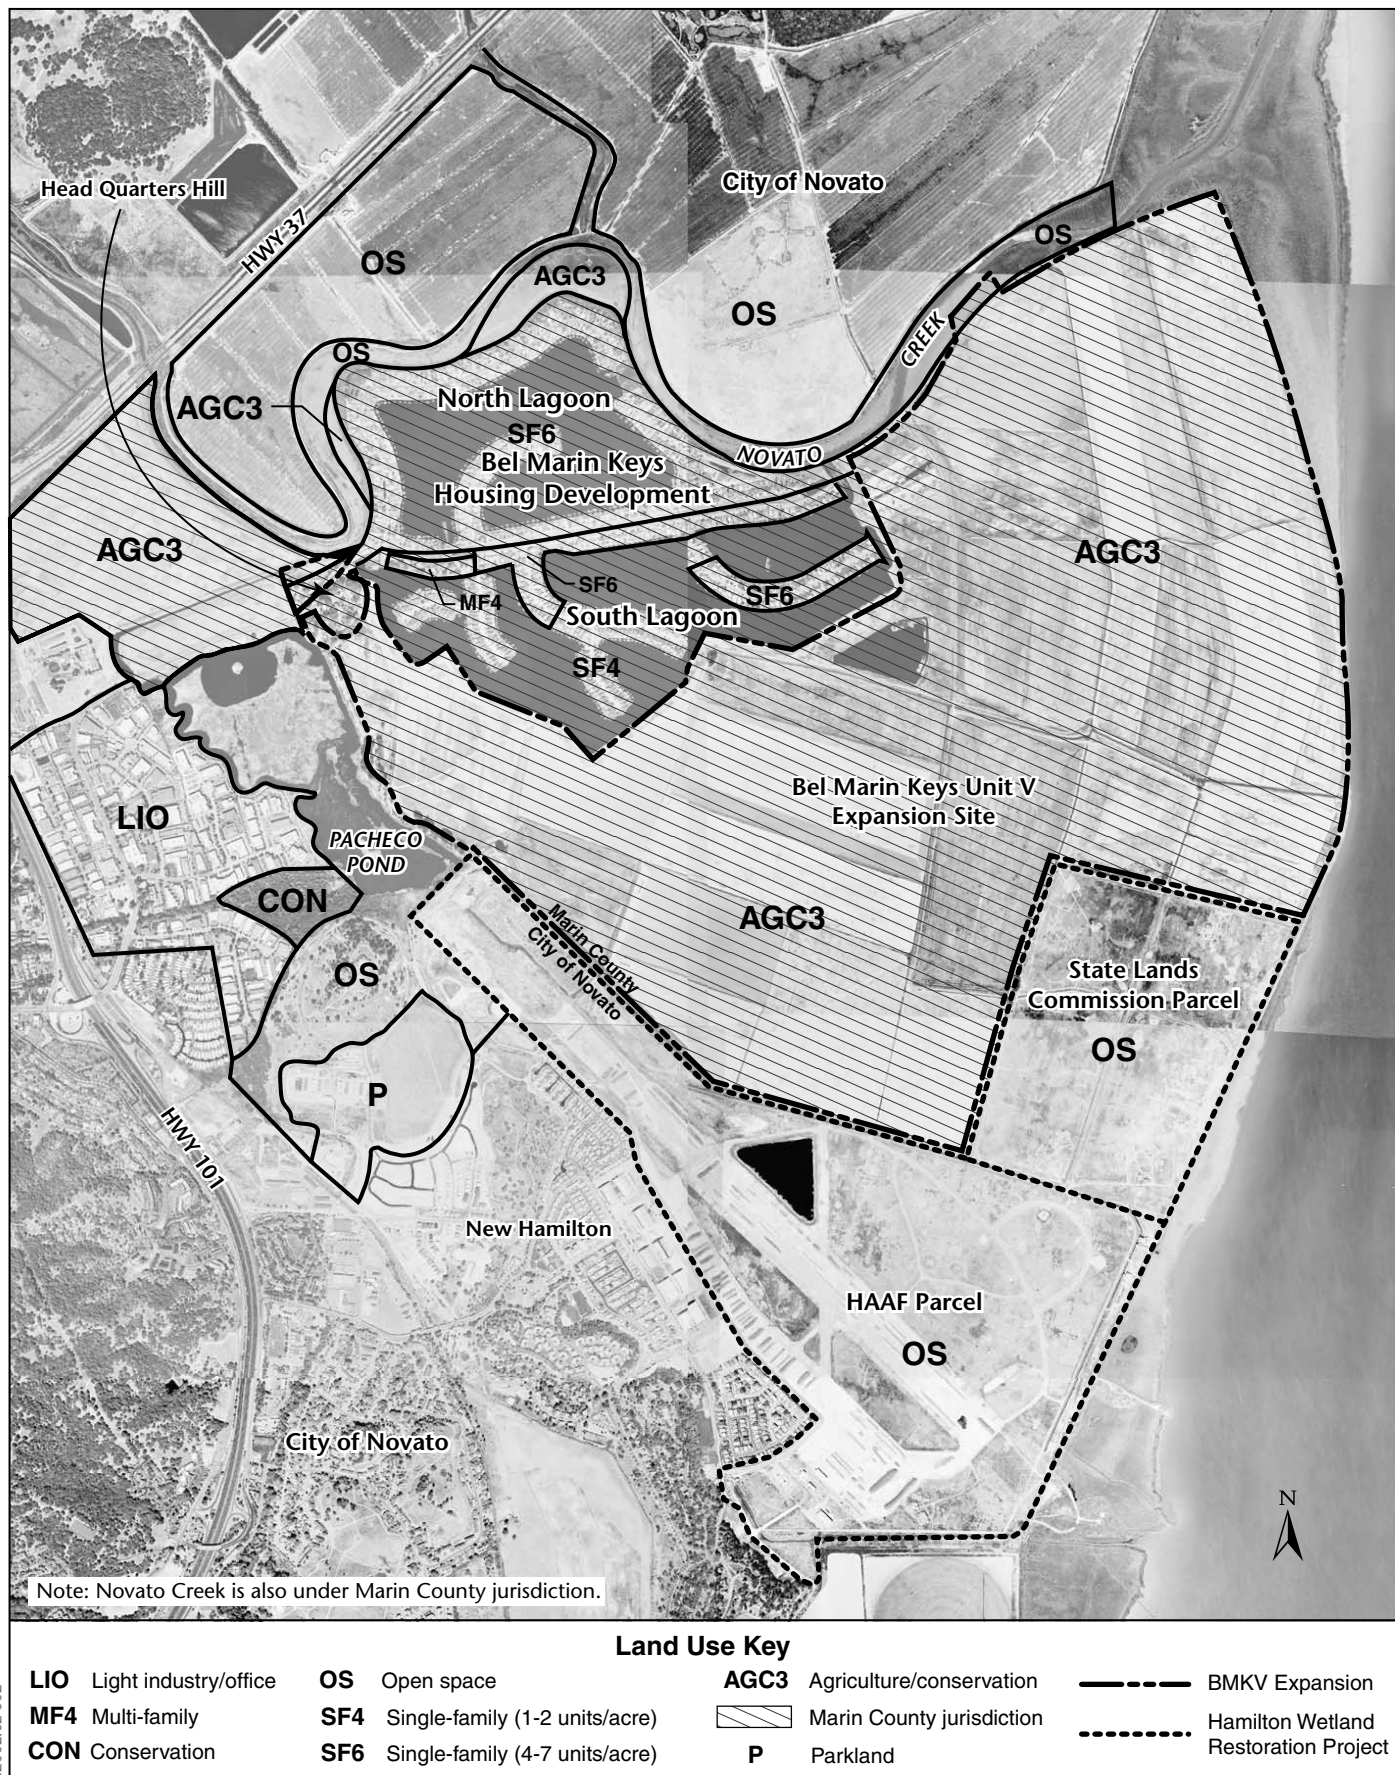 Head Quarters Hill
HWY 37
City of Novato
OS
OS
AGC3
OS
CREEK
OS
AGC3
North Lagoon
SF6
Bel Marin Keys
Housing Development
NOVATO
AGC3
AGC3
MF4
SF6
SF6
South Lagoon
SF4
Bel Marin Keys Unit V
Expansion Site
LIO
PACHECO
POND
CON
AGC3
Marin County
City of Novato
OS
State Lands
Commission Parcel
OS
P
HWY 101
New Hamilton
HAAF Parcel
OS
City of Novato
N
Note: Novato Creek is also under Marin County jurisdiction.
Land Use Key
LIO Light industry/office
MF4 Multi-family
CON Conservation
OS Open space
SF4 Single-family (1-2 units/acre)
SF6 Single-family (4-7 units/acre)
AGC3 Agriculture/conservation
Marin County jurisdiction
P Parkland
BMKV Expansion
Hamilton Wetland
Restoration Project